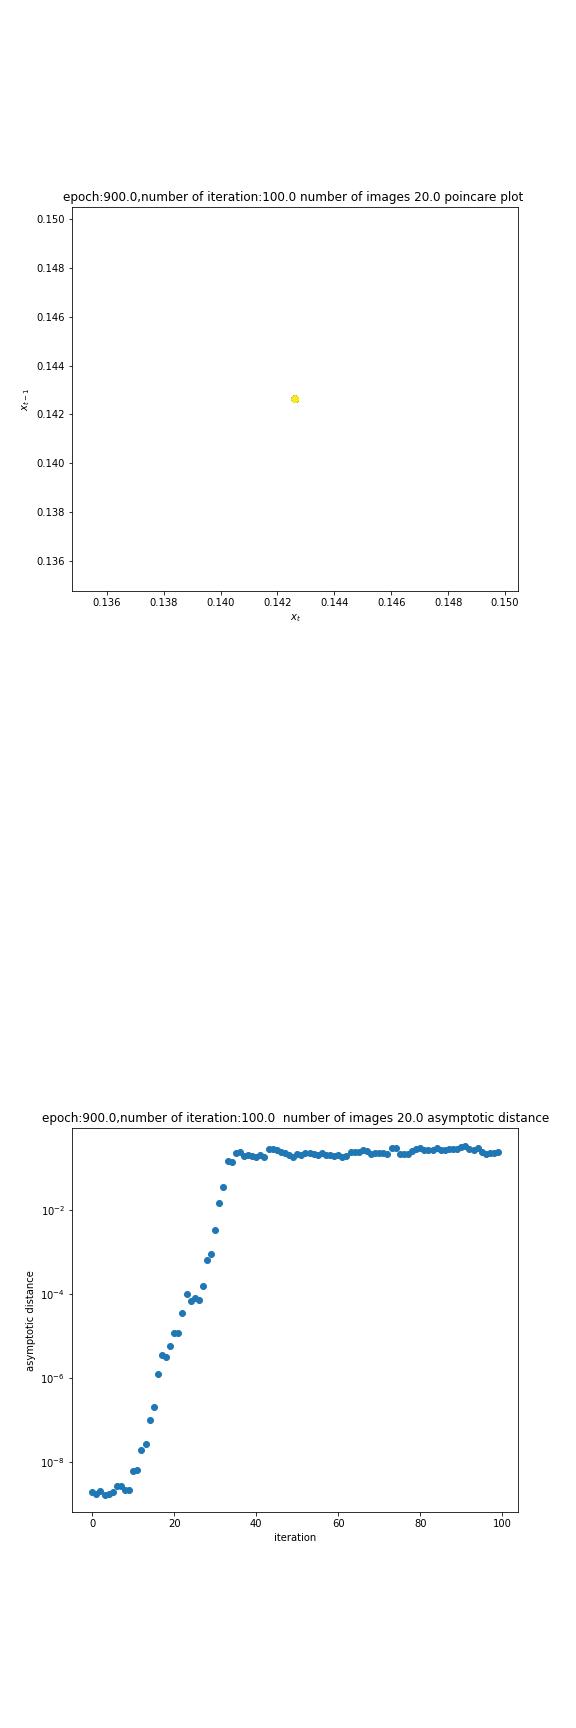 epoch:900.0,number of iteration:100.0 number of images 20.0 poincare plot
0.150
0.148
0.146
0.144
0.142
0.140
0.138
0.136
x_{t-1}
0.136 0.138 0.140 0.142 0.144 0.146 0.148 0.150
x_t
epoch:900.0,number of iteration:100.0  number of images 20.0 asymptotic distance
10^{-2}
10^{-4}
10^{-6}
10^{-8}
asymptotic distance
0 20 40 60 80 100
iteration